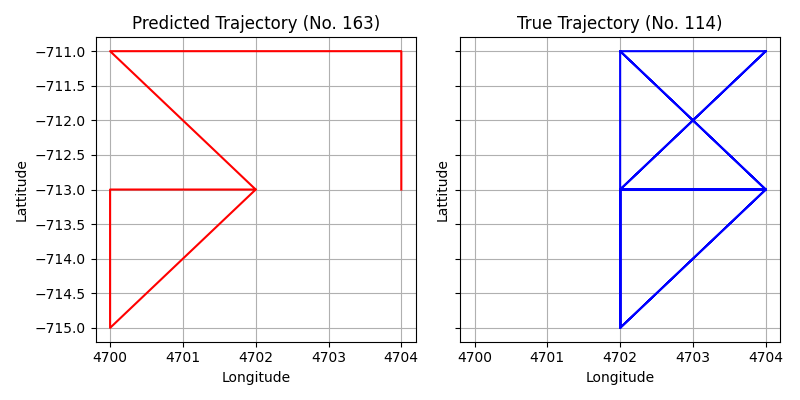 Predicted Trajectory (No. 163)
True Trajectory (No. 114)
−711.0
−711.5
−712.0
−712.5
−713.0
−713.5
−714.0
−714.5
−715.0
Lattitude
Lattitude
4700 4701 4702 4703 4704
4700 4701 4702 4703 4704
Longitude
Longitude